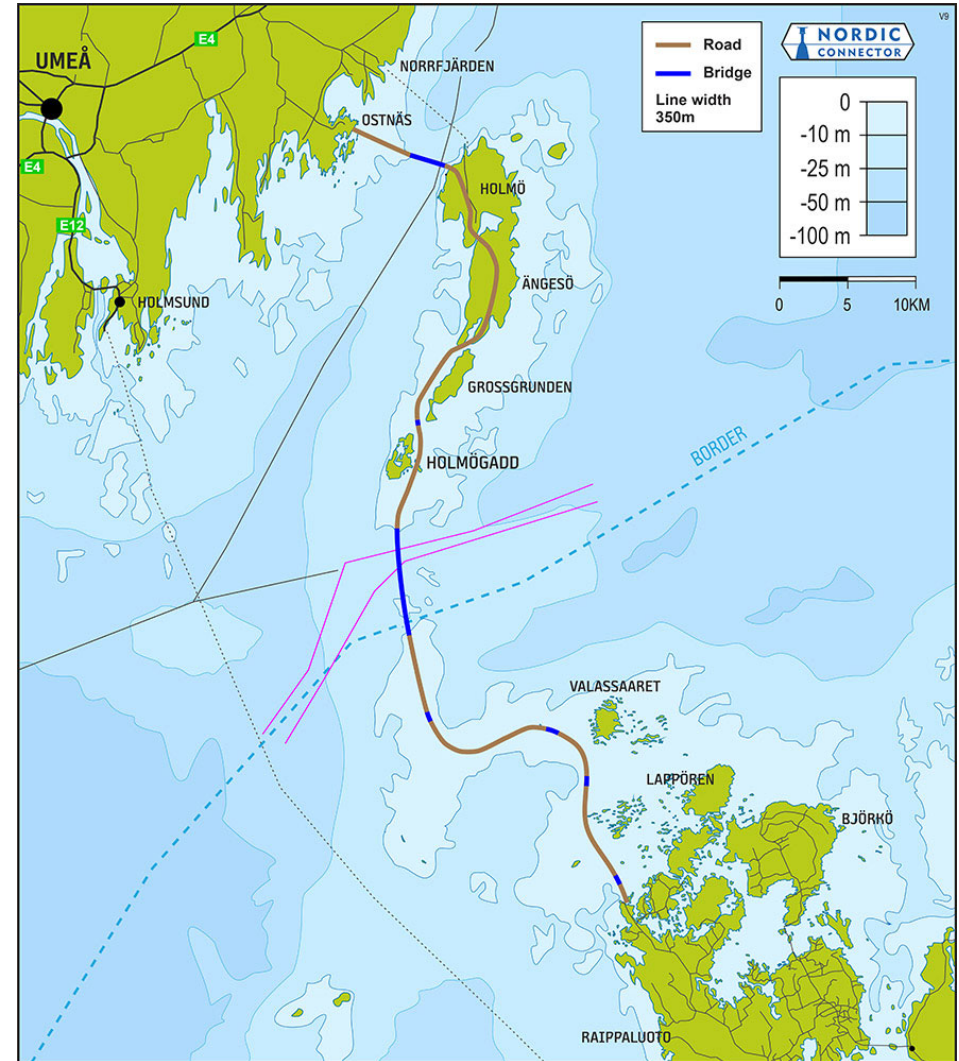 V9
E4
UMEÅ
NORRFJÄRDEN
OSTNÄS
E4
E12
HOLMÖ
HOLMSUND
ÄNGESÖ
GROSSGRUNDEN
HOLMÖGADD
BORDER
VALASSAARET
LAPPÖREN
BJÖRKÖ
RAIPPALUOTO
Road
Bridge
Line width
350m
NORDIC
CONNECTOR
0
-10 m
-25 m
-50 m
-100 m
0 5 10KM